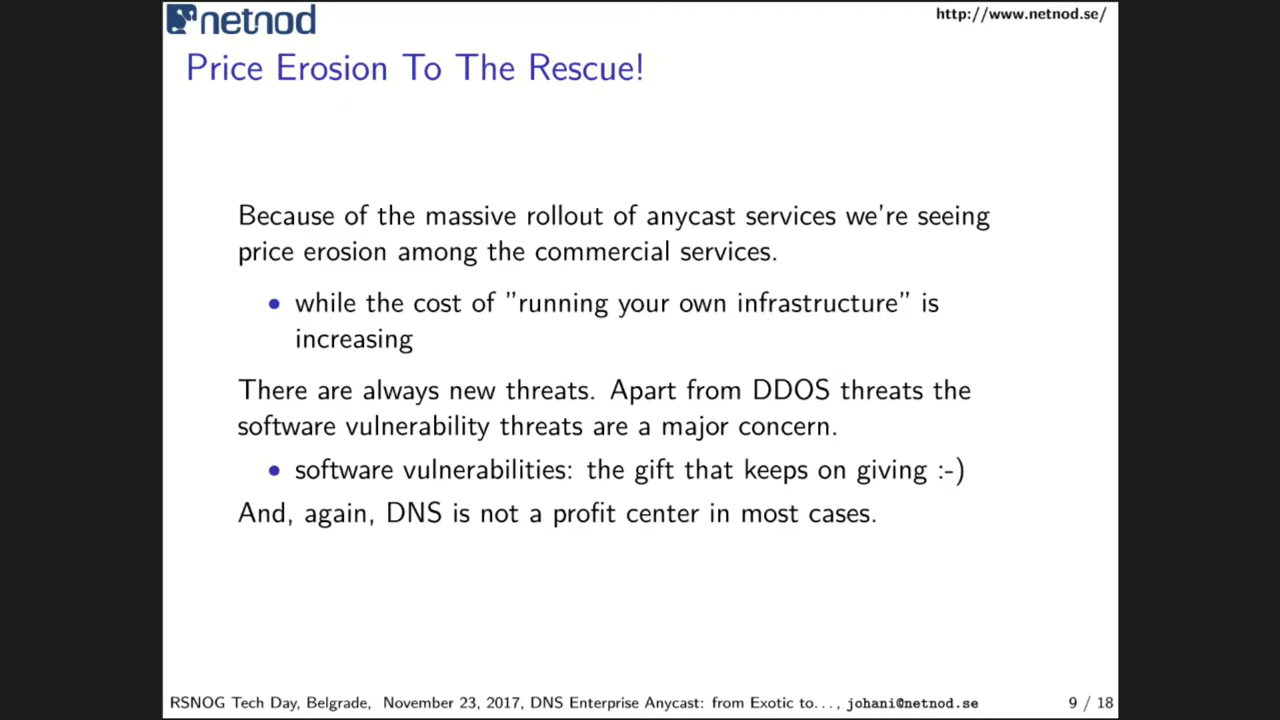 netnod
http://www.netnod.se/
Price Erosion To The Rescue!
Because of the massive rollout of anycast services we're seeing
price erosion among the commercial services.
• while the cost of "running your own infrastructure" is
increasing
There are always new threats. Apart from DDOS threats the
software vulnerability threats are a major concern.
• software vulnerabilities: the gift that keeps on giving :-)
And, again, DNS is not a profit center in most cases.
RSNOG Tech Day, Belgrade, November 23, 2017, DNS Enterprise Anycast: from Exotic to..., johani@netnod.se 9 / 18